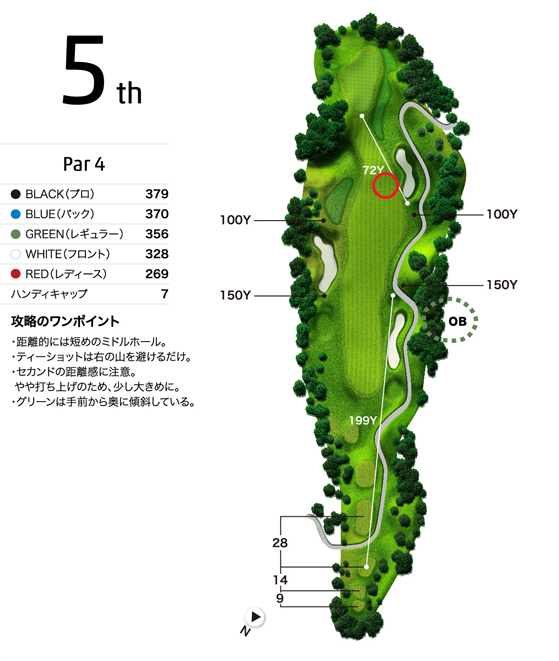 5 th
Par 4
BLACK（プロ） 379
BLUE（バック） 370
GREEN（レギュラー） 356
WHITE（フロント） 328
RED（レディース） 269
ハンディキャップ 7
攻略のワンポイント
・距離的には短めのミドルホール。
・ティーショットは右の山を避けるだけ。
・セカンドの距離感に注意。
やや打ち上げのため、少し大きめに。
・グリーンは手前から奥に傾斜している。
72Y
100Y
100Y
150Y
150Y
OB
199Y
28
14
9
N